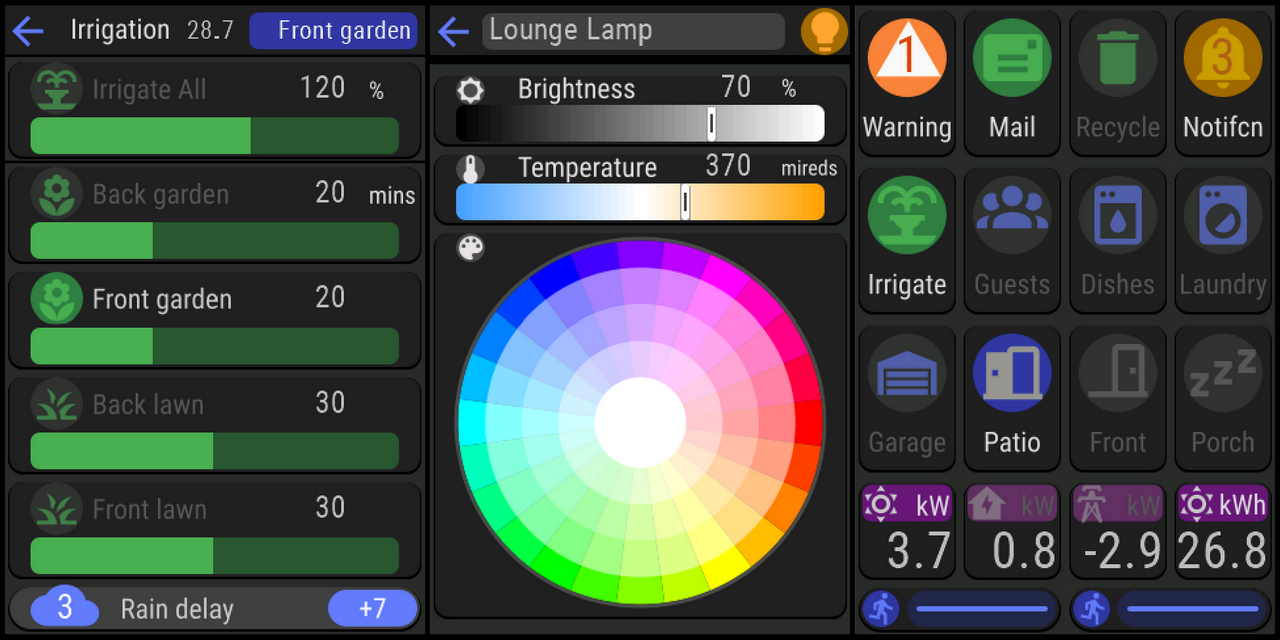 Irrigation 28.7 Front garden
Irrigate All 120 %
Back garden 20 mins
Front garden 20
Back lawn 30
Front lawn 30
3 Rain delay +7
Lounge Lamp
Brightness 70 %
Temperature 370 mireds
1 3
Warning Mail Recycle Notifcn
Irrigate Guests Dishes Laundry
zzz
Garage Patio Front Porch
kW kW kW kWh
3.7 0.8 -2.9 26.8